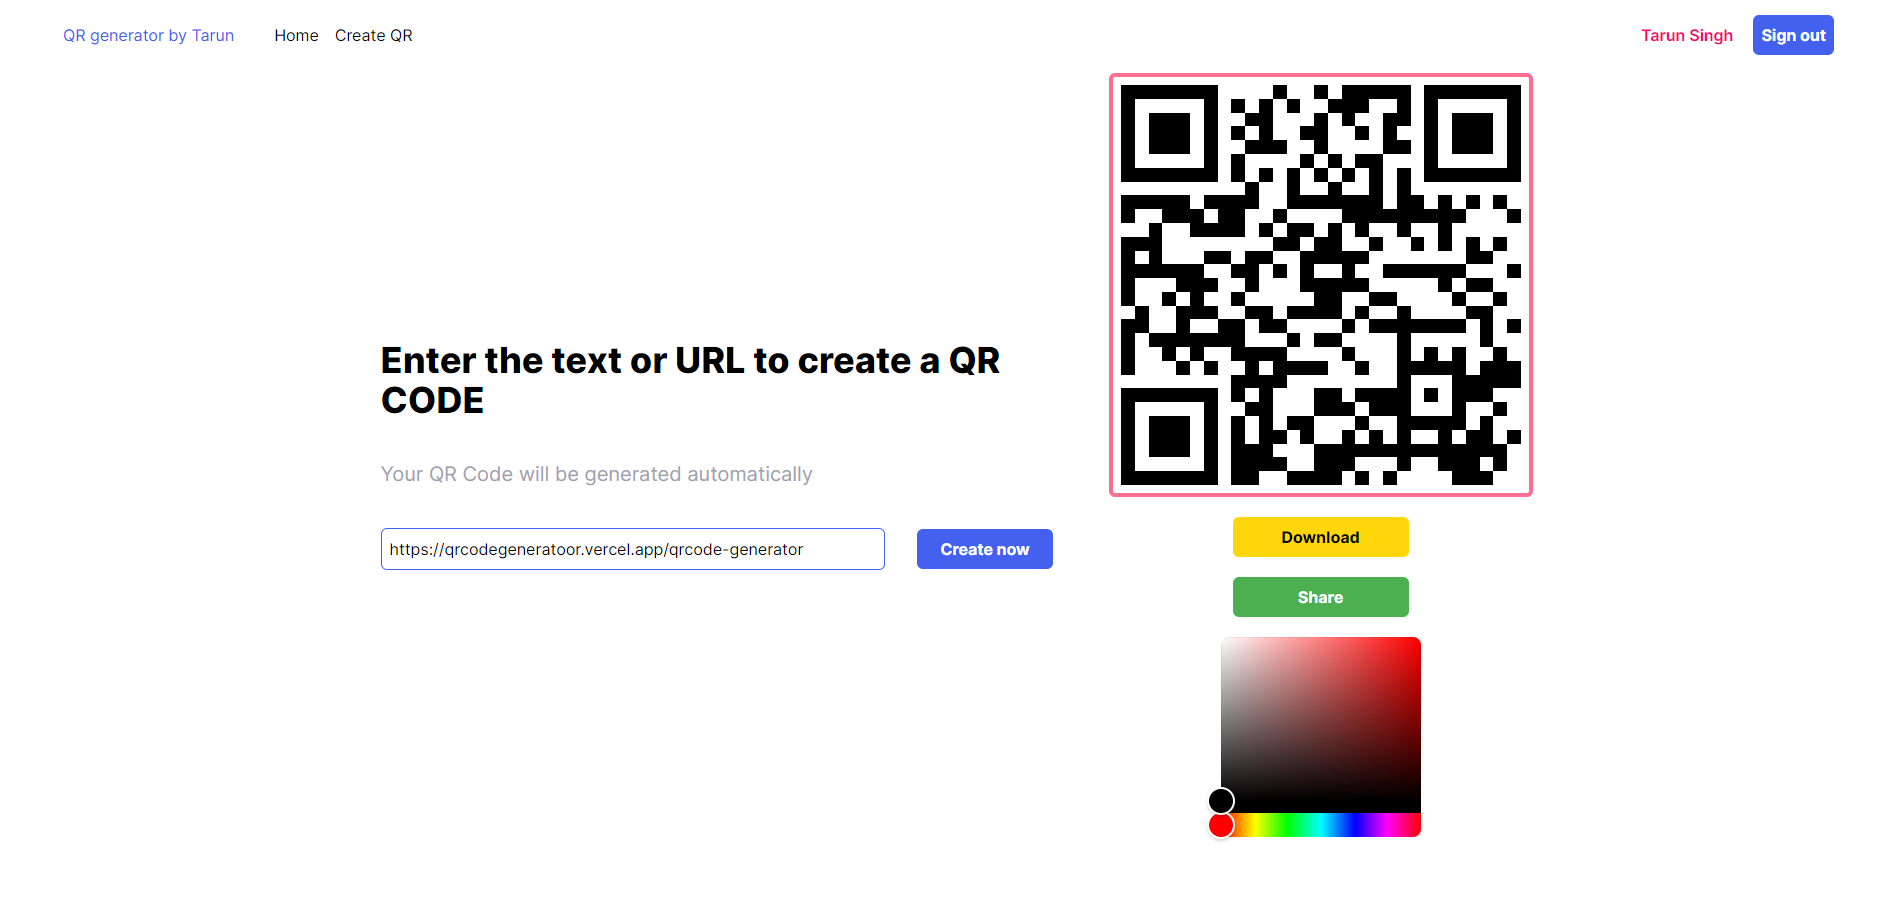 QR generator by Tarun Home Create QR Tarun Singh Sign out
Enter the text or URL to create a QR
CODE
Your QR Code will be generated automatically
https://qrcodegeneratoor.vercel.app/qrcode-generator Create now
Download
Share